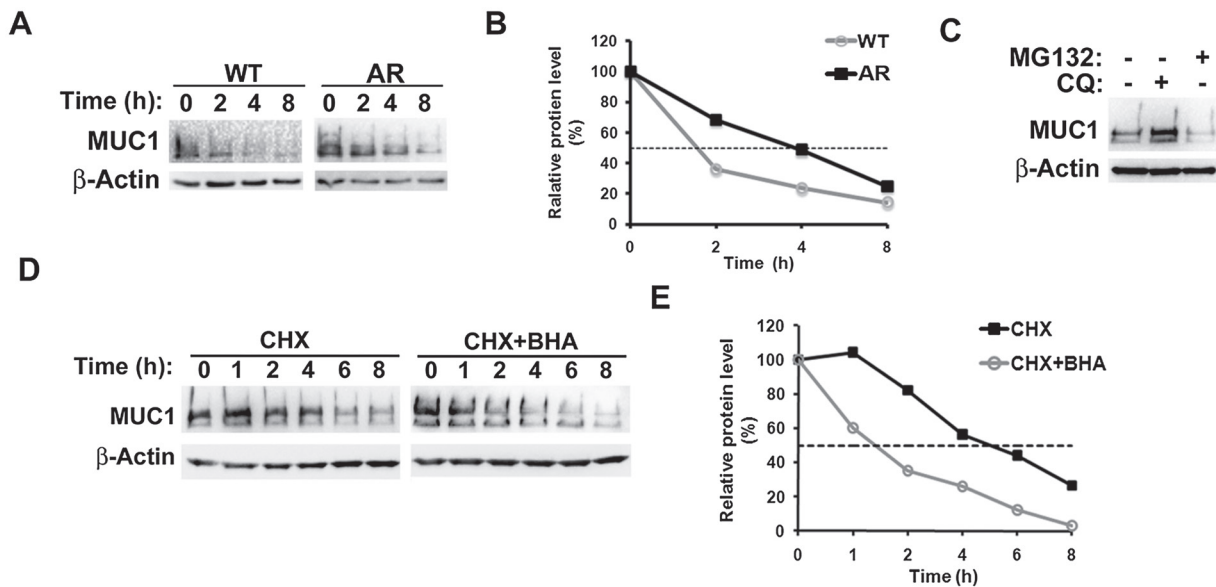 A
WT AR
Time (h): 0 2 4 8 0 2 4 8
MUC1
β-Actin
B
120
100
80
60
40
20
0
Ralative protien level
(%)
0 2 4 8
Time (h)
WT
AR
C
MG132: - - +
CQ: - + -
MUC1
β-Actin
D
CHX CHX+BHA
Time (h): 0 1 2 4 6 8 0 1 2 4 6 8
MUC1
β-Actin
E
120
100
80
60
40
20
0
Relative protein level
(%)
0 1 2 4 6 8
Time (h)
CHX
CHX+BHA